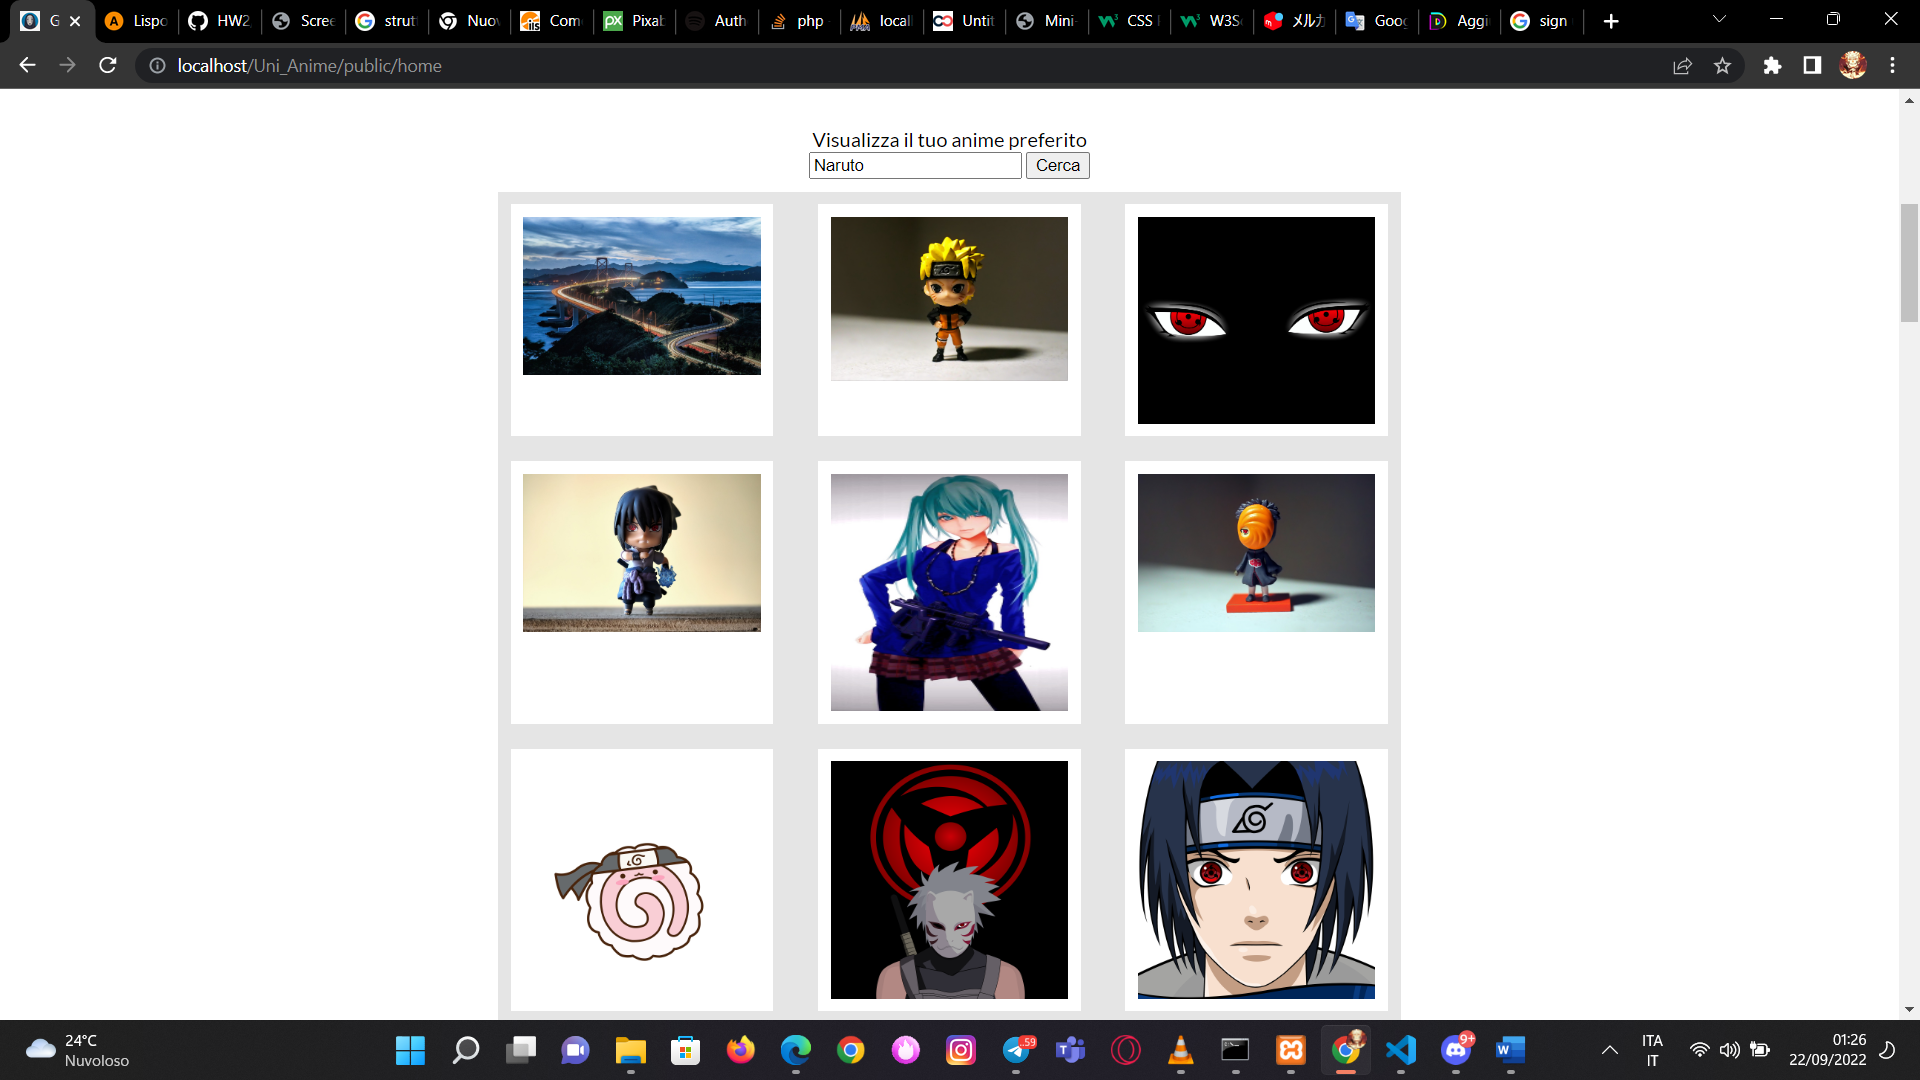 G
Lispo
HW2
Scree
strut
Nuov
Com
Pixab
Auth
php
locall
Untit
Mini-
CSS
W3S
メルカ
Goog
Aggi
sign
localhost/Uni_Anime/public/home
Visualizza il tuo anime preferito
Naruto
Cerca
24°C
Nuvoloso
59
9+
ITA
IT
01:26
22/09/2022